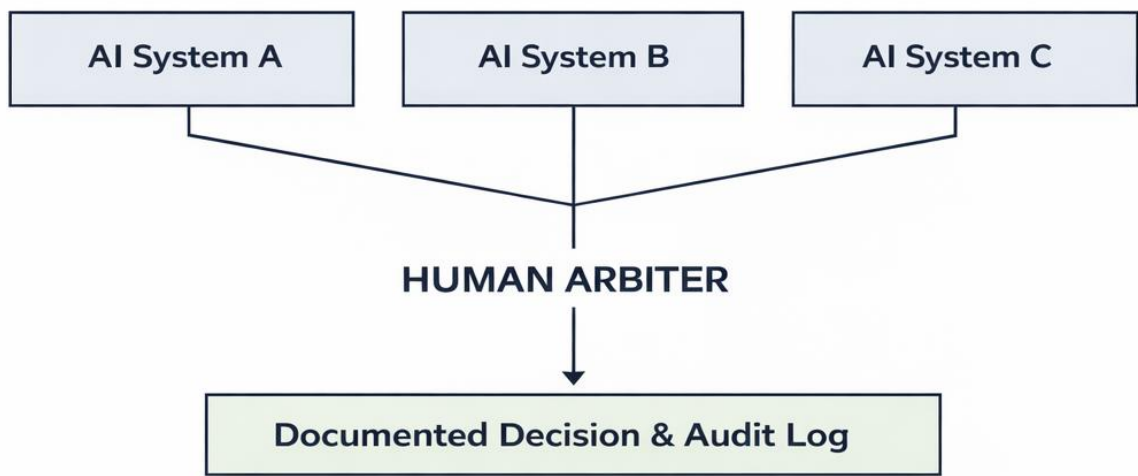 AI System A
AI System B
AI System C
HUMAN ARBITER
Documented Decision & Audit Log